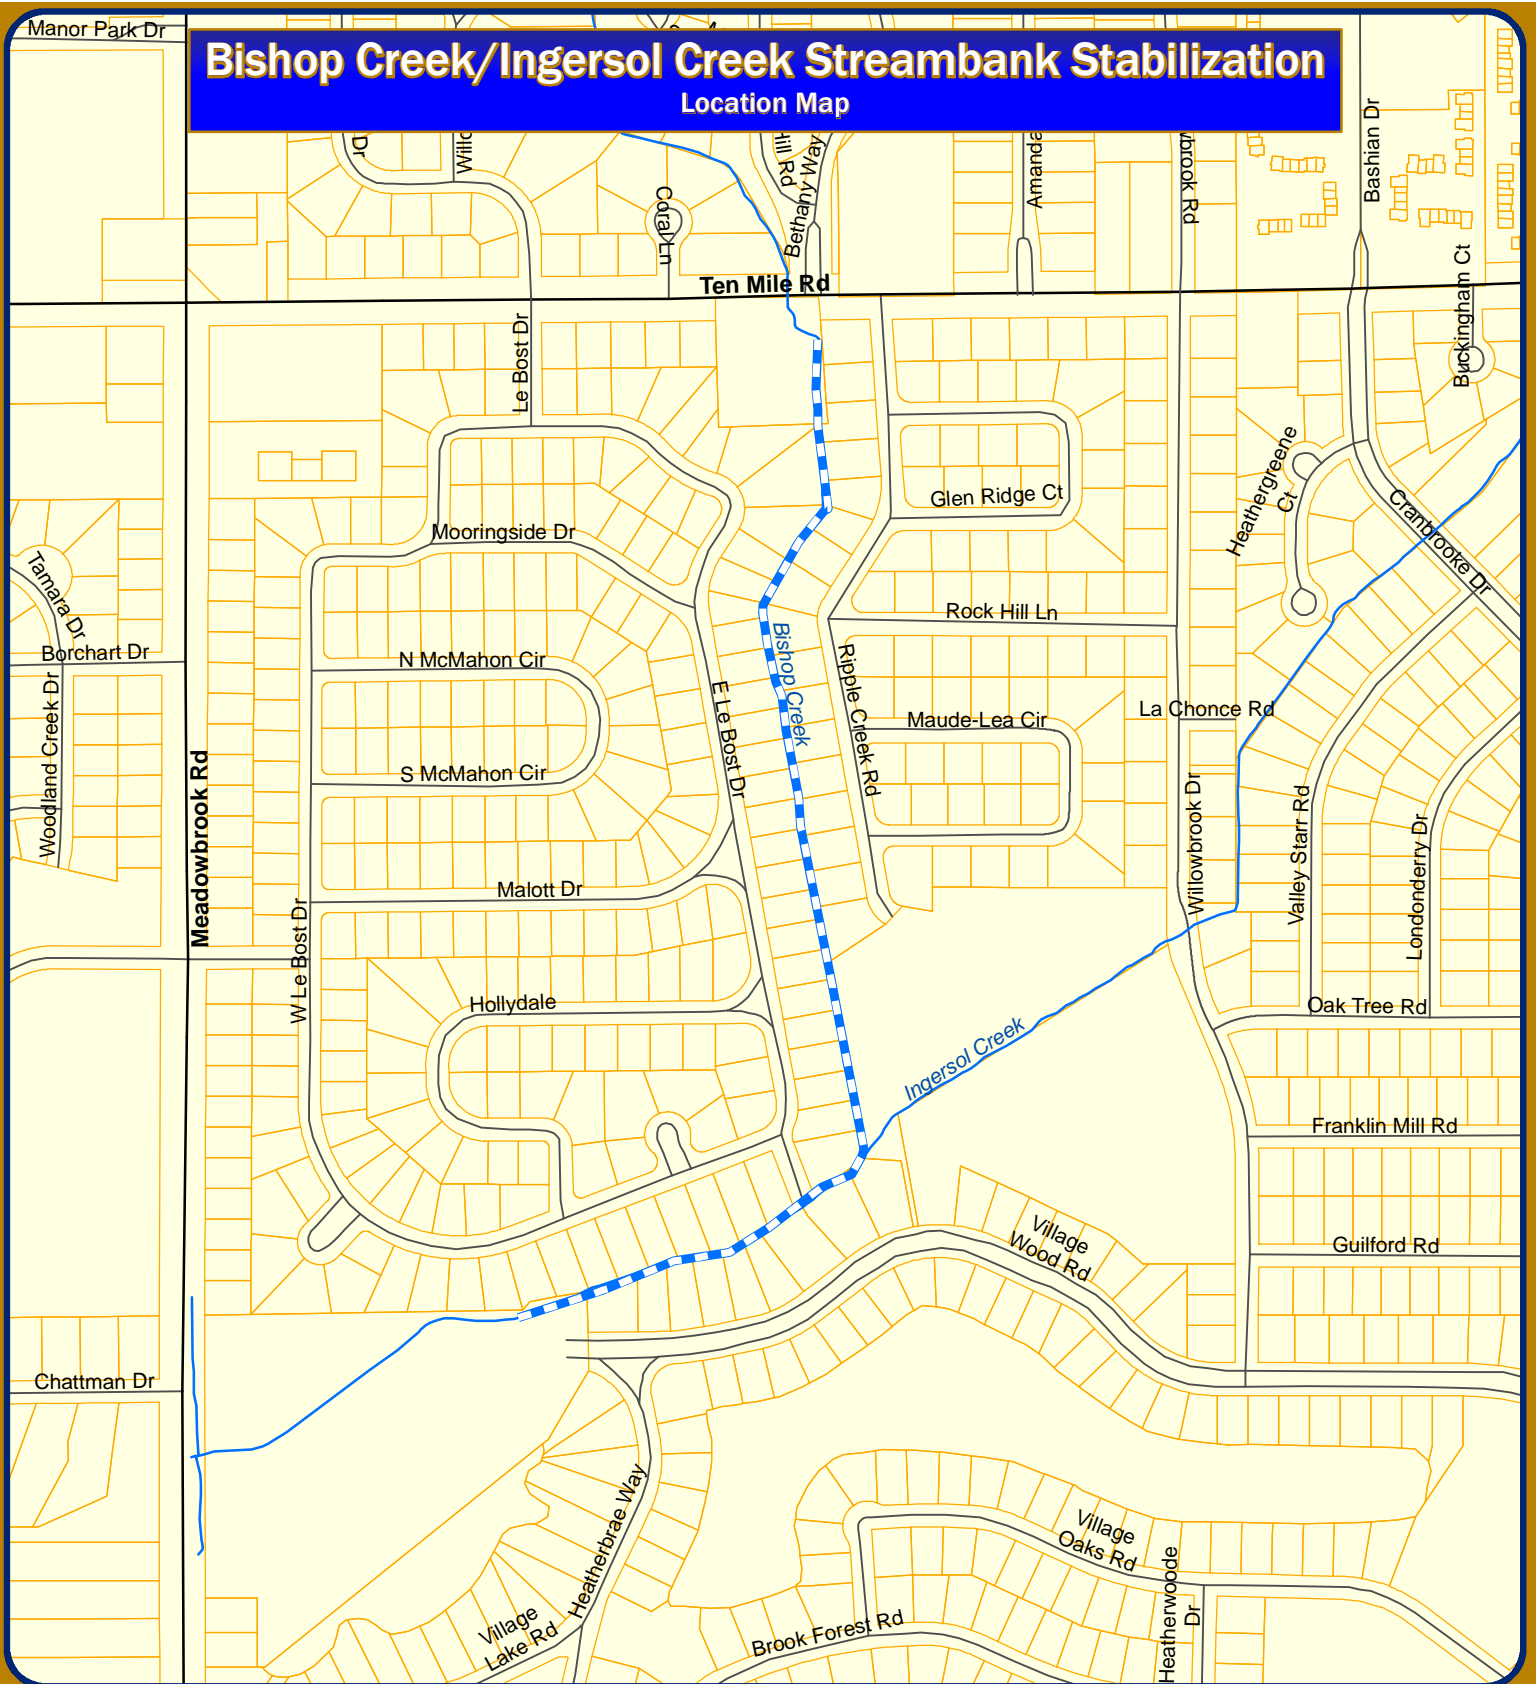 Manor Park Dr
Bishop Creek/Ingersol Creek Streambank Stabilization
Location Map
Dr
Hill Rd
Bethany Way
Amanda
wbrook Rd
Bashian Dr
Coral Ln
Ten Mile Rd
Buckingham Ct
Le Bost Dr
Heathergreene
Ct
Glen Ridge Ct
Cranbrooke Dr
Mooringside Dr
Tamara Dr
Rock Hill Ln
Borchart Dr
N McMahon Cir
Bishop Creek
Ripple Creek Rd
E Le Bost Dr
La Chonce Rd
Maude-Lea Cir
Woodland Creek Dr
Meadowbrook Rd
S McMahon Cir
Willowbrook Dr
Valley Starr Rd
Londonderry Dr
Malott Dr
W Le Bost Dr
Hollydale
Oak Tree Rd
Ingersol Creek
Franklin Mill Rd
Village
Wood Rd
Guilford Rd
Chattman Dr
Heatherbrae Way
Village
Oaks Rd
Heatherwoode
Dr
Village
Lake Rd
Brook Forest Rd